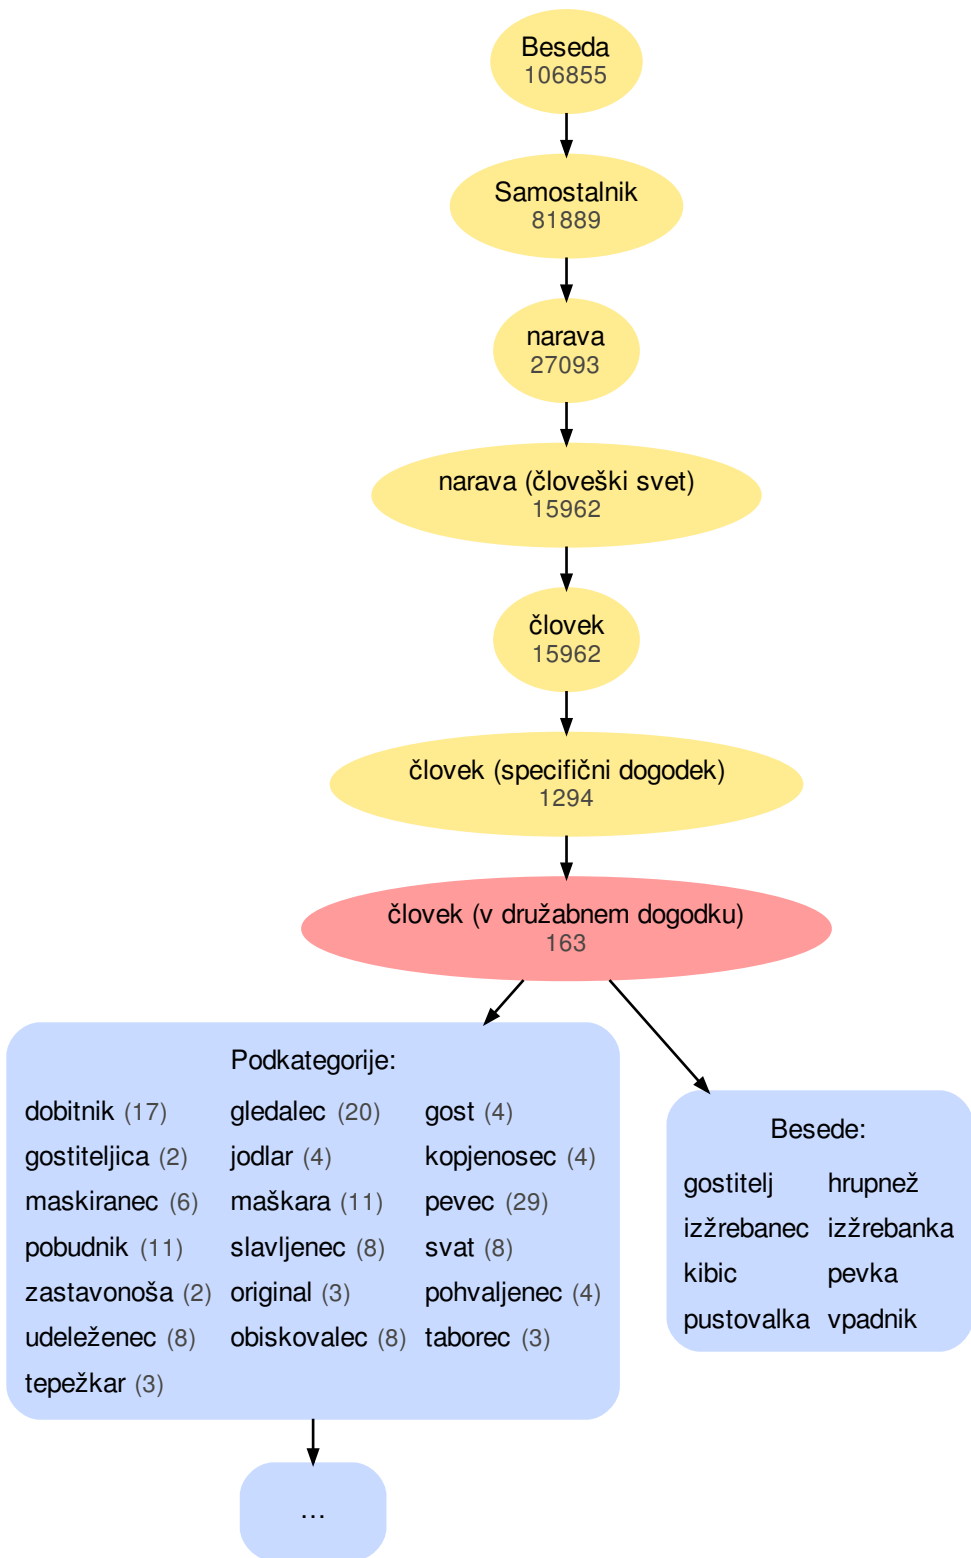 Beseda
106855
Samostalnik
81889
narava
27093
narava (človeški svet)
15962
človek
15962
človek (specifični dogodek)
1294
človek (v družabnem dogodku)
163
Podkategorije:
dobitnik (17) gledalec (20) gost (4)
gostiteljica (2) jodlar (4) kopjenosec (4)
maskiranec (6) maškara (11) pevec (29)
pobudnik (11) slavljenec (8) svat (8)
zastavonoša (2) original (3) pohvaljenec (4)
udeleženec (8) obiskovalec (8) taborec (3)
tepežkar (3)
Besede:
gostitelj hrupnež
izžrebanec izžrebanka
kibic pevka
pustovalka vpadnik
...